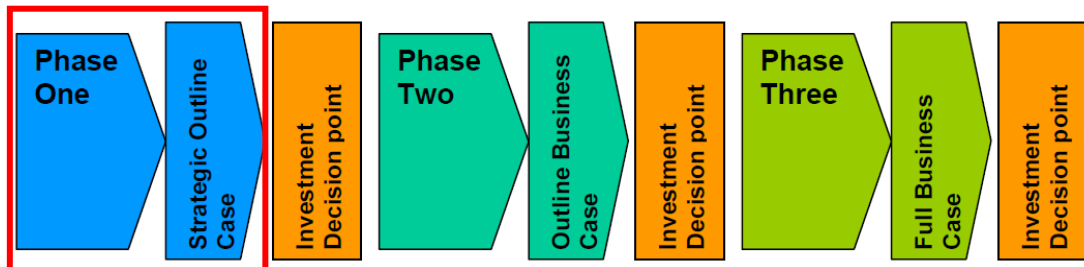 Phase
One
Strategic Outline
Case
Investment
Decision point
Phase
Two
Outline Business
Case
Investment
Decision point
Phase
Three
Full Business
Case
Investment
Decision point